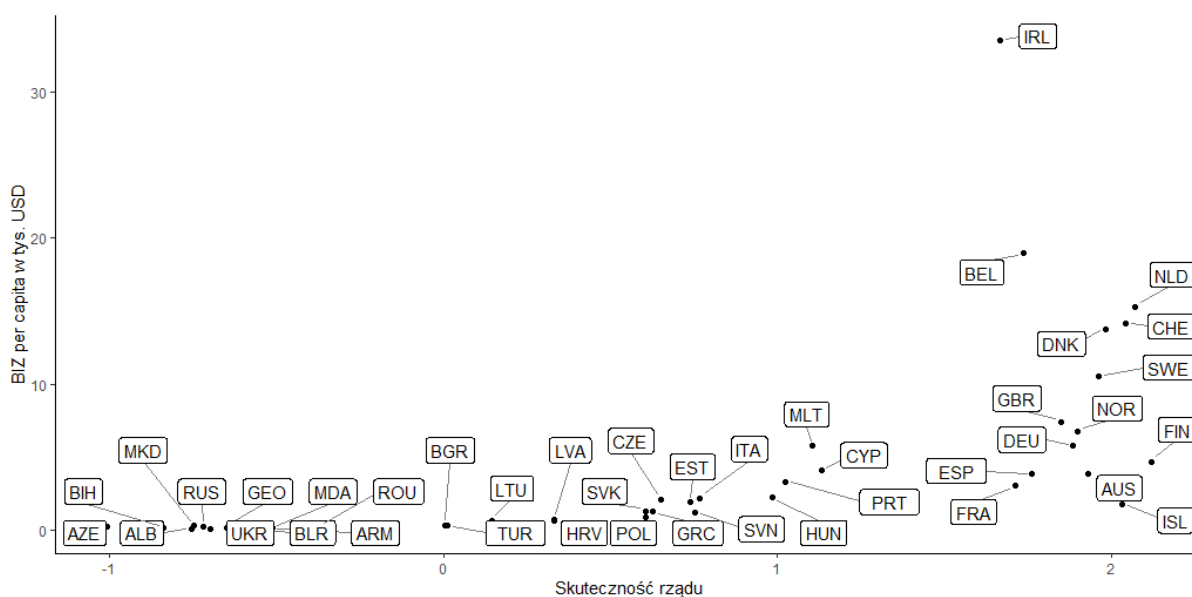 IRL
30
BEL
NLD
CHE
DNK
SWE
20
BIZ per capita w tys. USD
10
GBR
NOR
DEU
FIN
MLT
CZE
ITA
MKD
BGR
LVA
CYP
EST
ESP
AUS
BIH
RUS
GEO
MDA
ROU
LTU
SVK
PRT
FRA
ISL
AZE
ALB
UKR
BLR
ARM
TUR
HRV
POL
GRC
SVN
HUN
0
-1
0
1
2
Skuteczność rządu